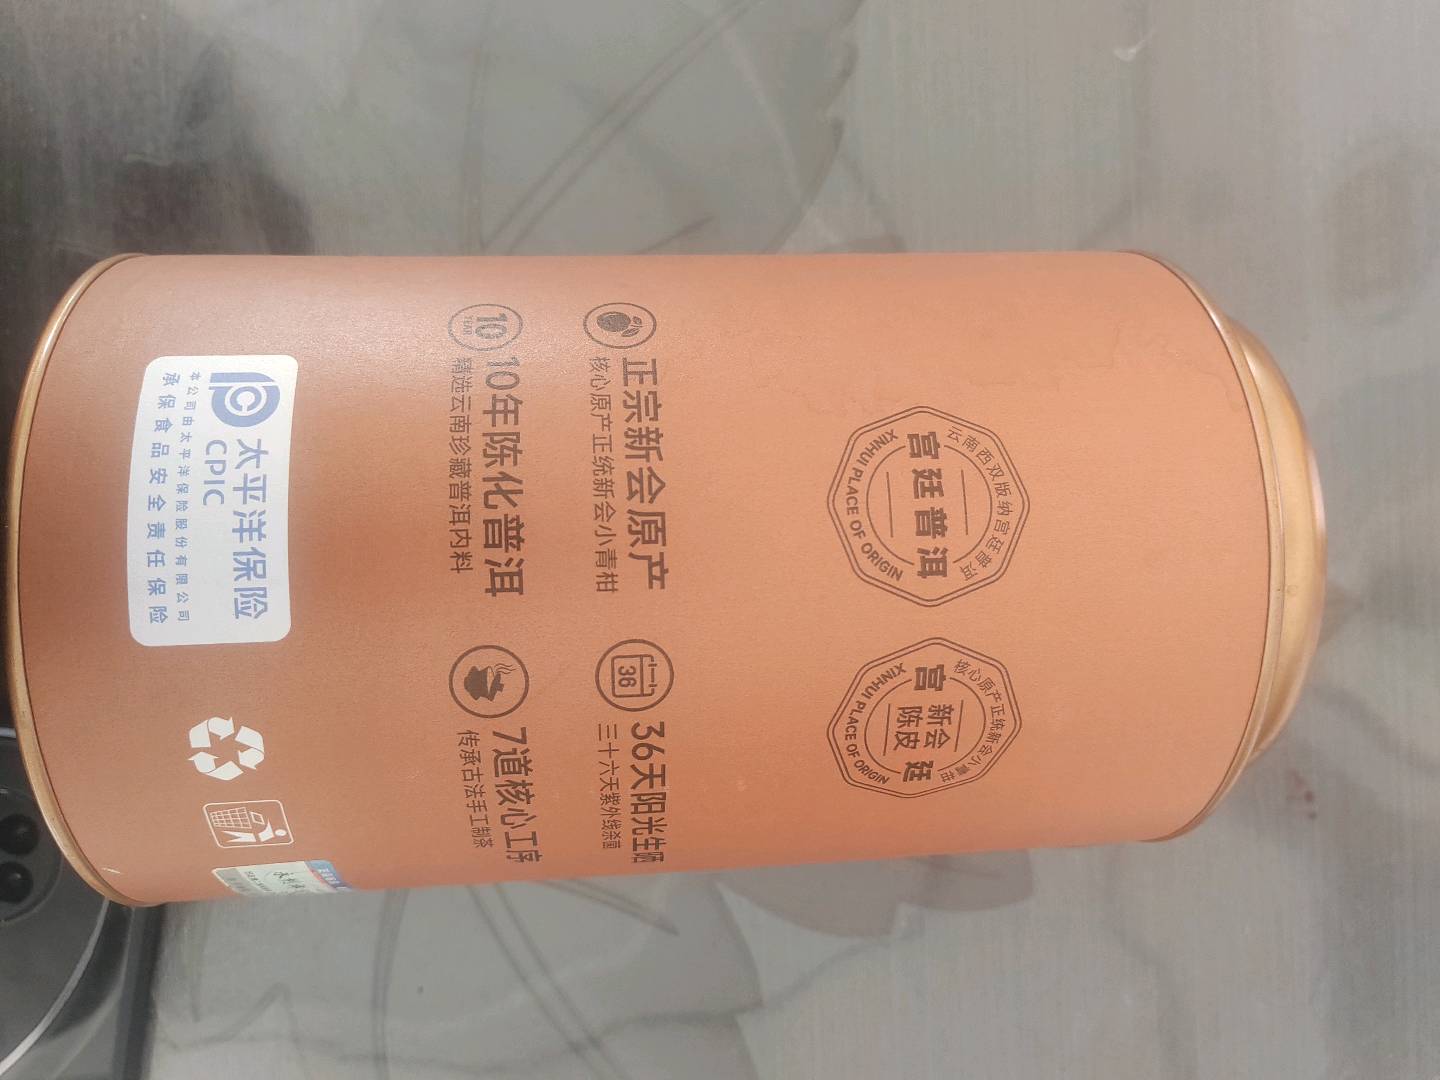 云南西双版纳宫廷普洱
宫廷普洱
XINHUI PLACE OF ORIGIN
核心原产正统新会小青柑
宫
新会
陈皮
廷
XINHUI PLACE OF ORIGIN
正宗新会原产
核心原产正统新会小青柑
36
36天阳光生晒
三十六天紫外线杀菌
10
YEAR
10年陈化普洱
精选云南珍藏普洱内料
7道核心工序
传承古法手工制茶
太平洋保险
CPIC
本公司由太平洋保险股份有限公司
承保食品安全责任保险